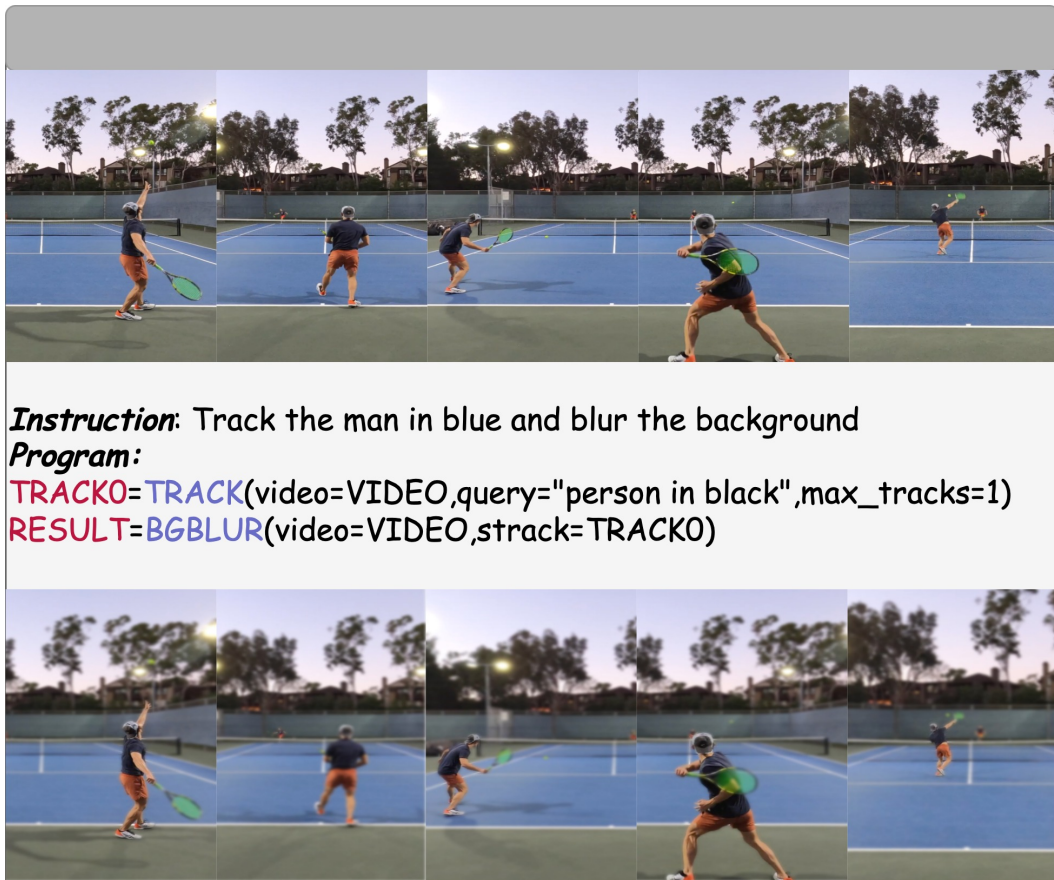 Instruction: Track the man in blue and blur the background
Program:
TRACK0=TRACK(video=VIDEO,query="person in black",max_tracks=1)
RESULT=BGBLUR(video=VIDEO,strack=TRACK0)